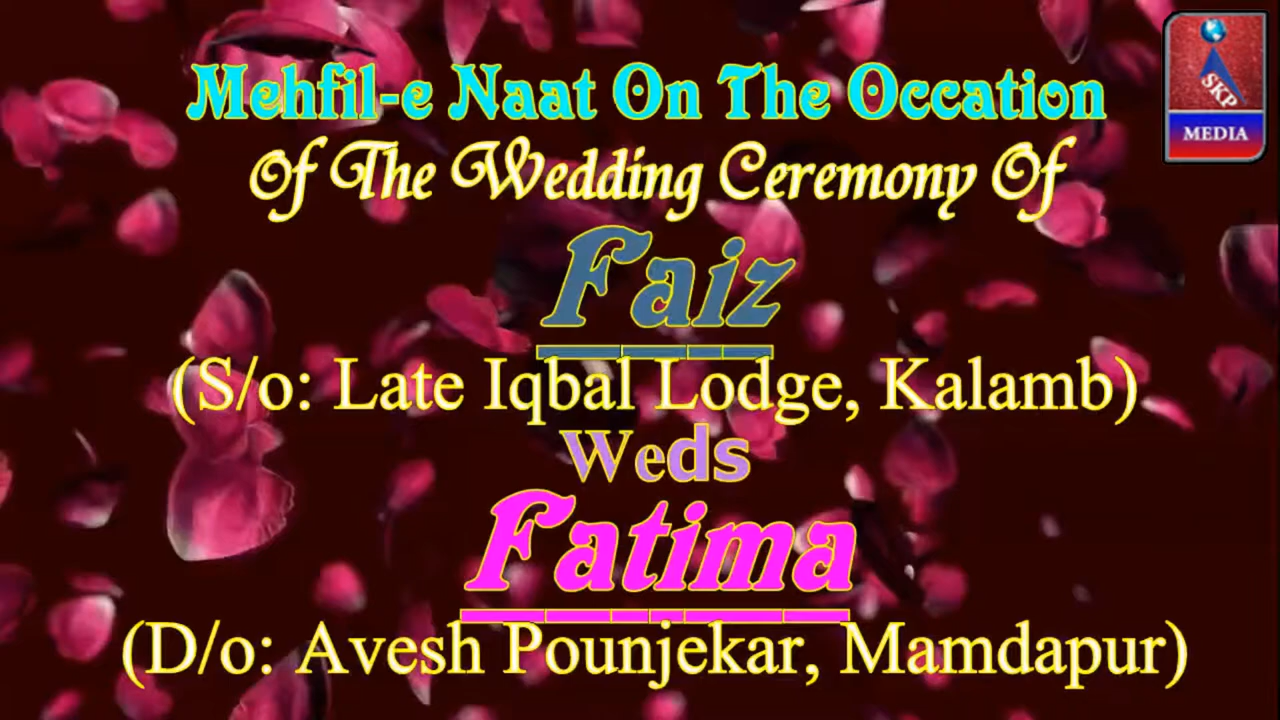 Mehfil-e Naat On The Occation
Of The Wedding Ceremony Of
Faiz
(S/o: Late Iqbal Lodge, Kalamb)
Weds
Fatima
(D/o: Avesh Pounjekar, Mamdapur)
SKP
MEDIA